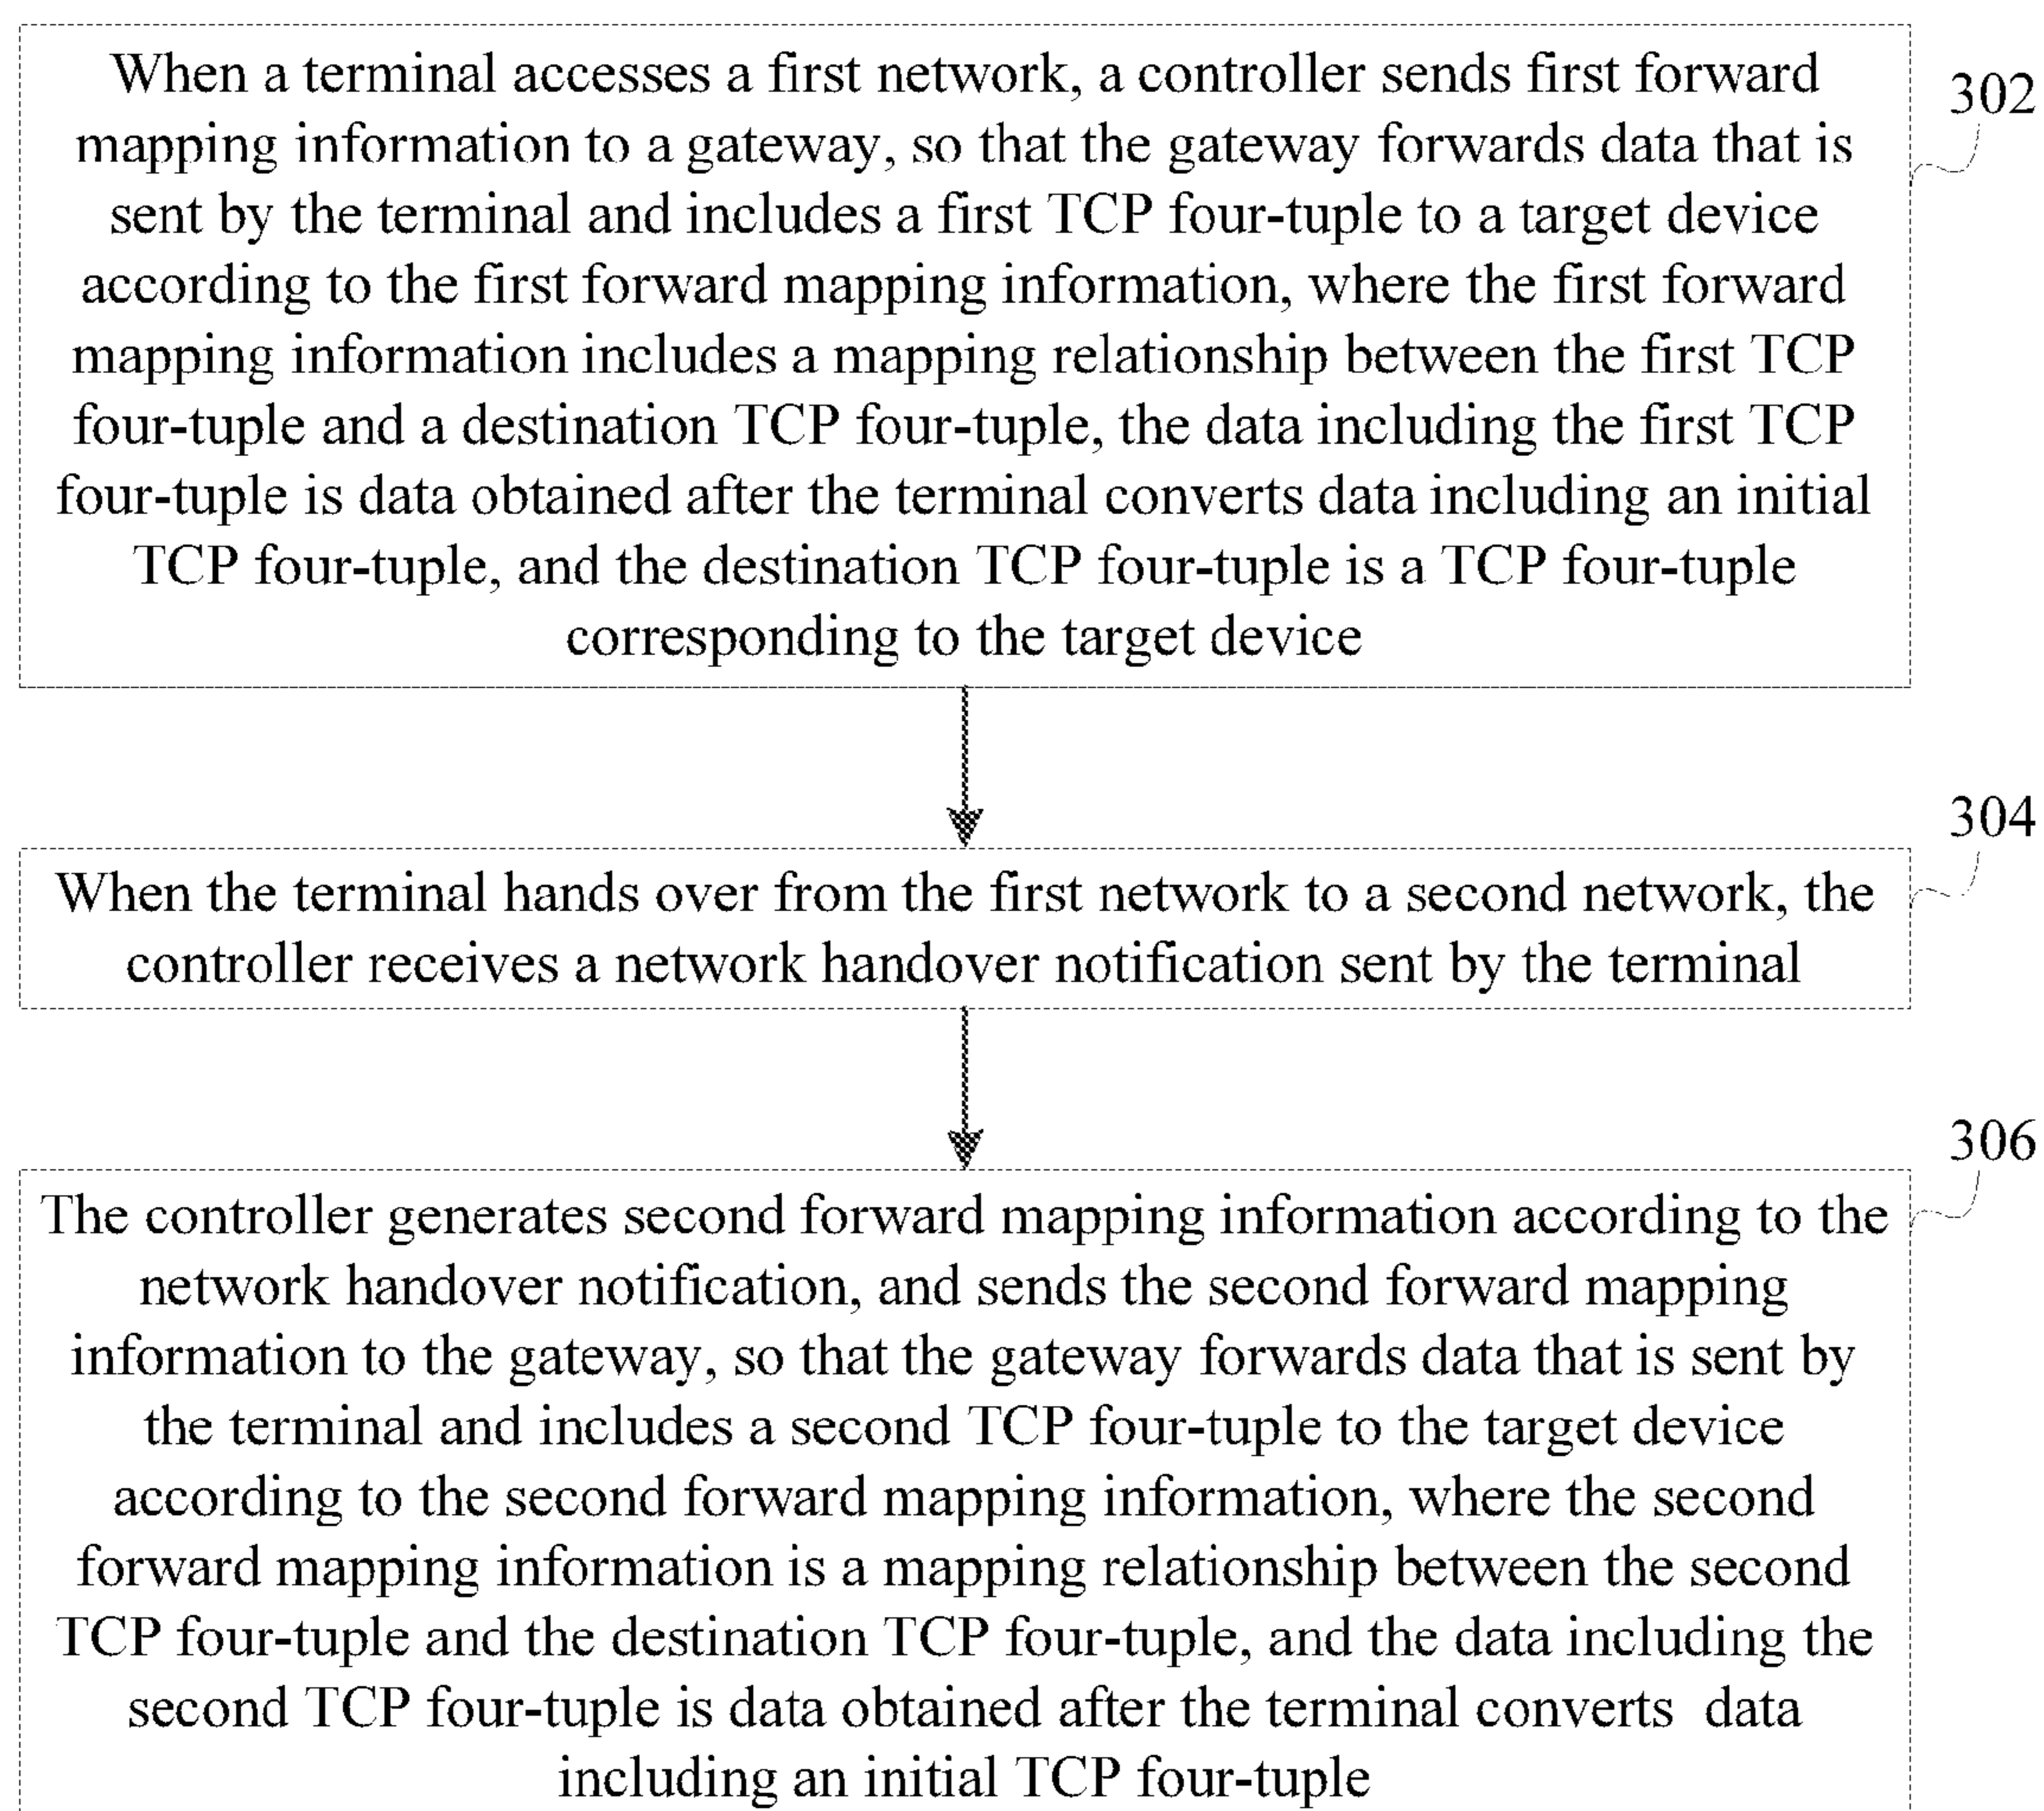 When a terminal accesses a first network, a controller sends first forward
mapping information to a gateway, so that the gateway forwards data that is
sent by the terminal and includes a first TCP four-tuple to a target device
according to the first forward mapping information, where the first forward
mapping information includes a mapping relationship between the first TCP
four-tuple and a destination TCP four-tuple, the data including the first TCP
four-tuple is data obtained after the terminal converts data including an initial
TCP four-tuple, and the destination TCP four-tuple is a TCP four-tuple
corresponding to the target device
302
When the terminal hands over from the first network to a second network, the
controller receives a network handover notification sent by the terminal
304
The controller generates second forward mapping information according to the
network handover notification, and sends the second forward mapping
information to the gateway, so that the gateway forwards data that is sent by
the terminal and includes a second TCP four-tuple to the target device
according to the second forward mapping information, where the second
forward mapping information is a mapping relationship between the second
TCP four-tuple and the destination TCP four-tuple, and the data including the
second TCP four-tuple is data obtained after the terminal converts data
including an initial TCP four-tuple
306